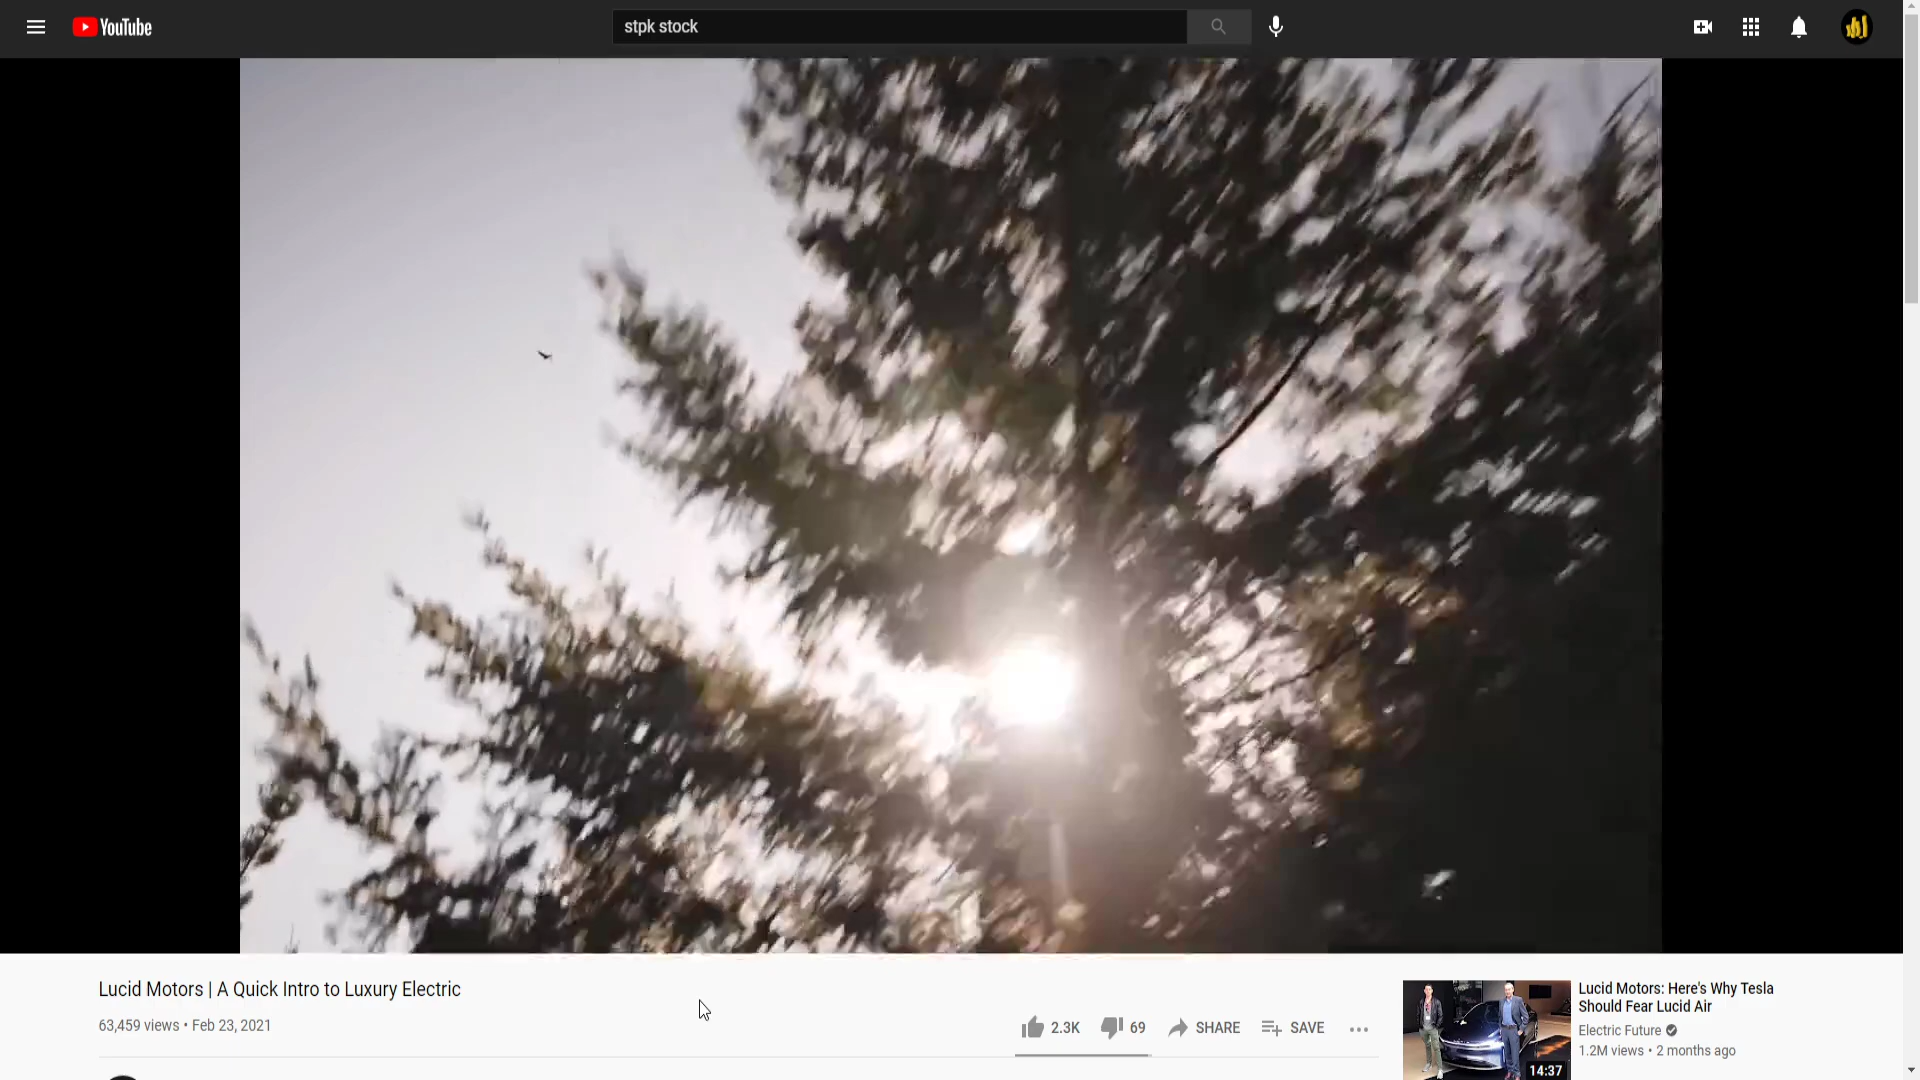 YouTube
stpk stock
Lucid Motors | A Quick Intro to Luxury Electric
63,459 views • Feb 23, 2021
2.3K
69
SHARE
SAVE
Lucid Motors: Here's Why Tesla
Should Fear Lucid Air
Electric Future
1.2M views • 2 months ago
14:37